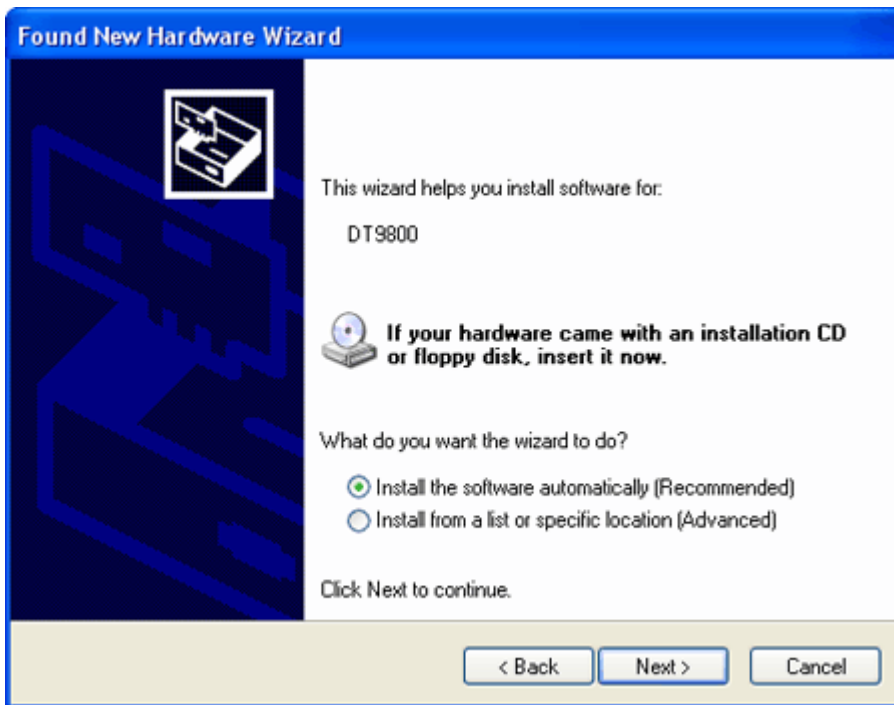 Found New Hardware Wizard
This wizard helps you install software for:
DT9800
If your hardware came with an installation CD
or floppy disk, insert it now.
What do you want the wizard to do?
Install the software automatically (Recommended)
Install from a list or specific location (Advanced)
Click Next to continue.
< Back
Next >
Cancel